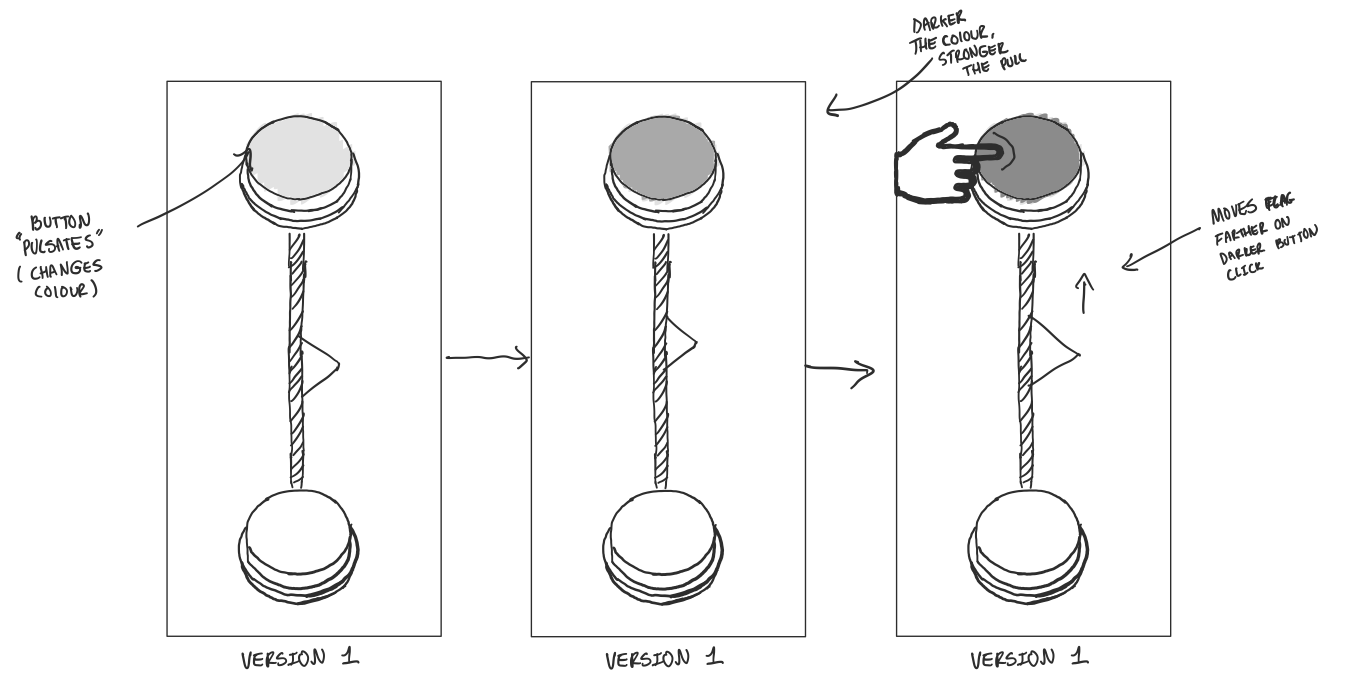 DARKER
THE COLOUR,
STRONGER
THE PULL
BUTTON
"PULSATES"
(CHANGES
COLOUR)
MOVES FLAG
FARTHER ON
DARKER BUTTON
CLICK
VERSION 1
VERSION 1
VERSION 1